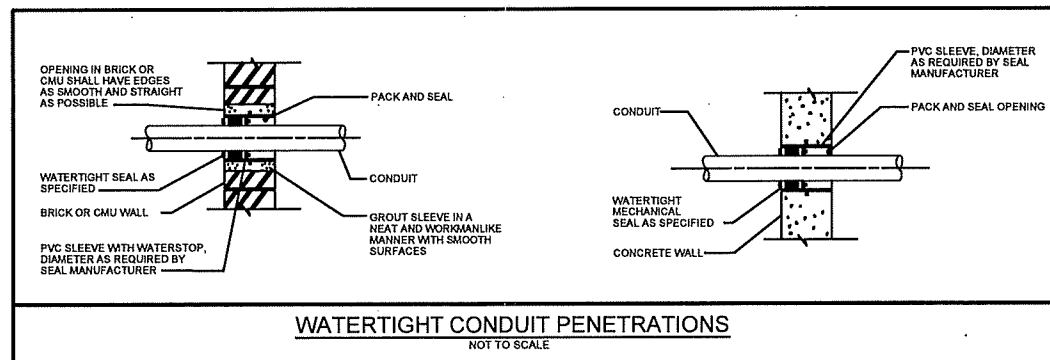 OPENING IN BRICK OR
CMU SHALL HAVE EDGES
AS SMOOTH AND STRAIGHT
AS POSSIBLE
PACK AND SEAL
WATERTIGHT SEAL AS
SPECIFIED
CONDUIT
BRICK OR CMU WALL
GROUT SLEEVE IN A
NEAT AND WORKMANLIKE
MANNER WITH SMOOTH
SURFACES
PVC SLEEVE WITH WATERSTOP,
DIAMETER AS REQUIRED BY
SEAL MANUFACTURER
PVC SLEEVE, DIAMETER
AS REQUIRED BY SEAL
MANUFACTURER
CONDUIT
PACK AND SEAL OPENING
WATERTIGHT
MECHANICAL
SEAL AS SPECIFIED
CONCRETE WALL
WATERTIGHT CONDUIT PENETRATIONS
NOT TO SCALE